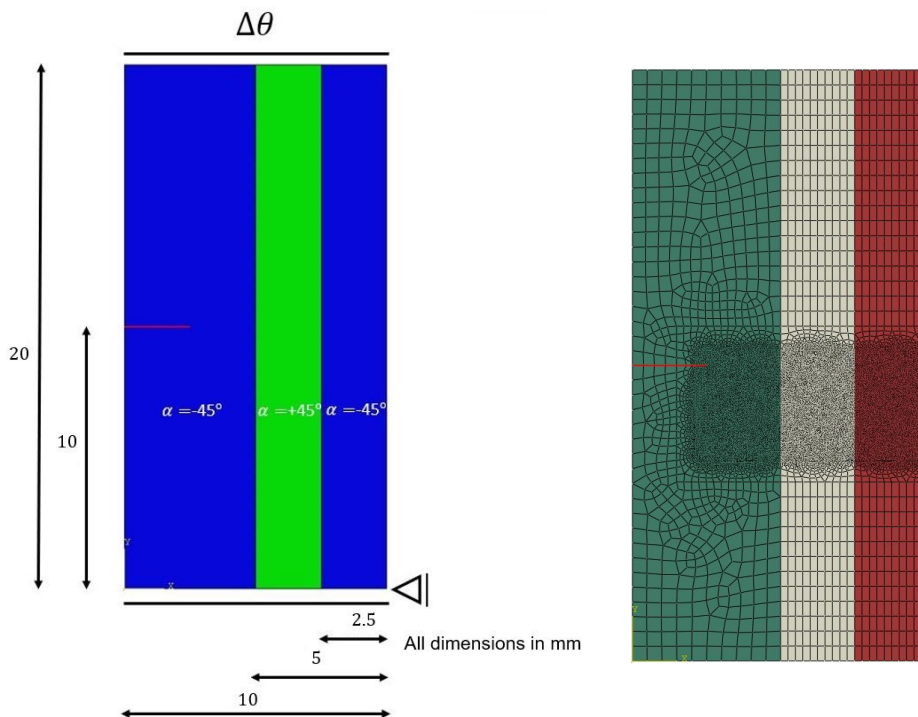 Δθ
20
10
α =-45°
α =+45°
α =-45°
Y
X
2.5
All dimensions in mm
5
10
Y
X